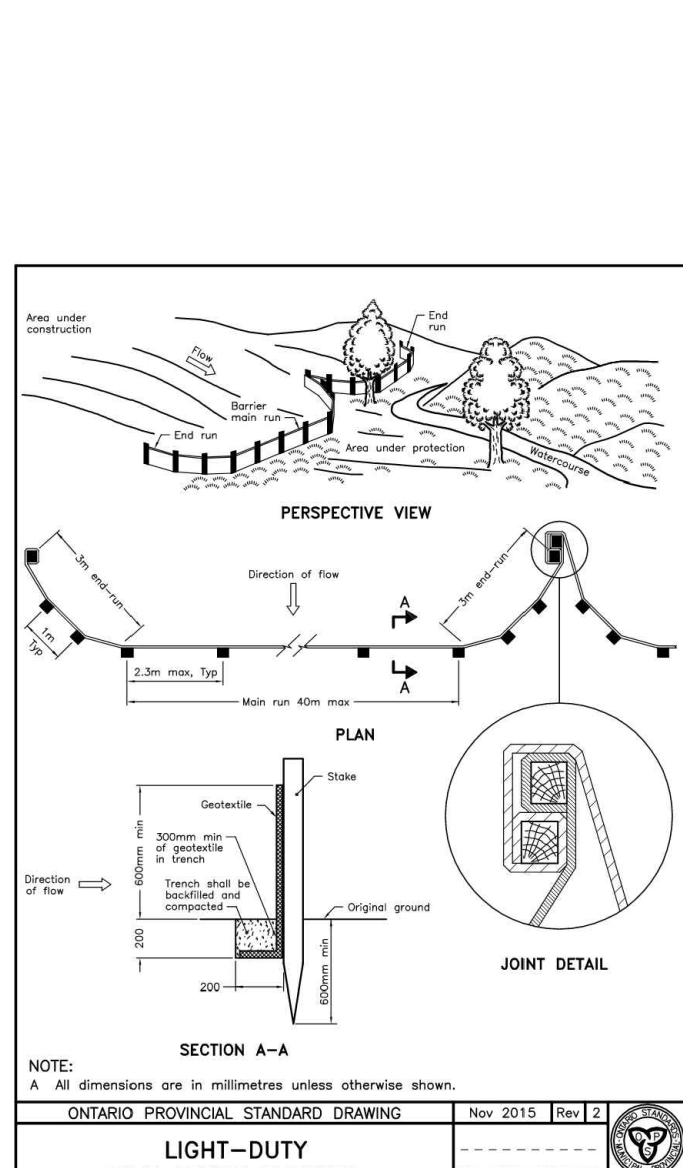 Area under
construction
Flow
End
run
Barrier
main run
End run
Area under protection
Watercourse
PERSPECTIVE VIEW
3m end-run
Direction of flow
3m end-run
A
1m
Typ
2.3m max, Typ
A
Main run 40m max
PLAN
Stake
Geotextile
600mm min
300mm min
of geotextile
in trench
Direction
of flow
Trench shall be
backfilled and
compacted
Original ground
200
600mm min
200
JOINT DETAIL
SECTION A-A
NOTE:
A All dimensions are in millimetres unless otherwise shown.
ONTARIO PROVINCIAL STANDARD DRAWING
Nov 2015 Rev 2
LIGHT-DUTY
OPS